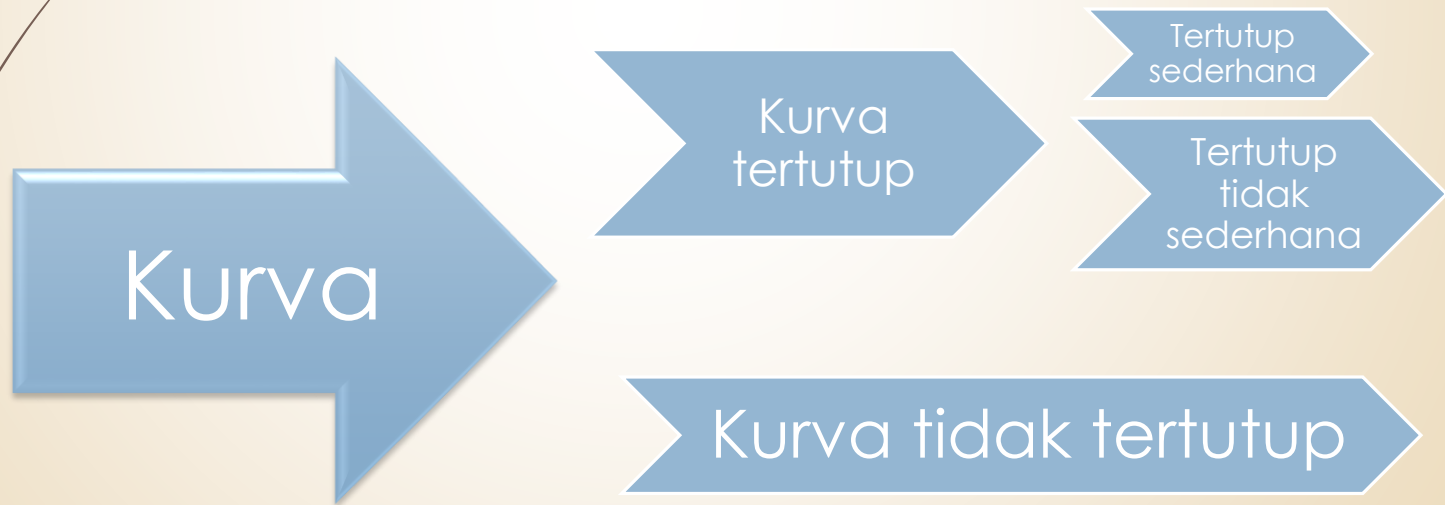 Kurva
Kurva
tertutup
Tertutup
sederhana
Tertutup
tidak
sederhana
Kurva tidak tertutup